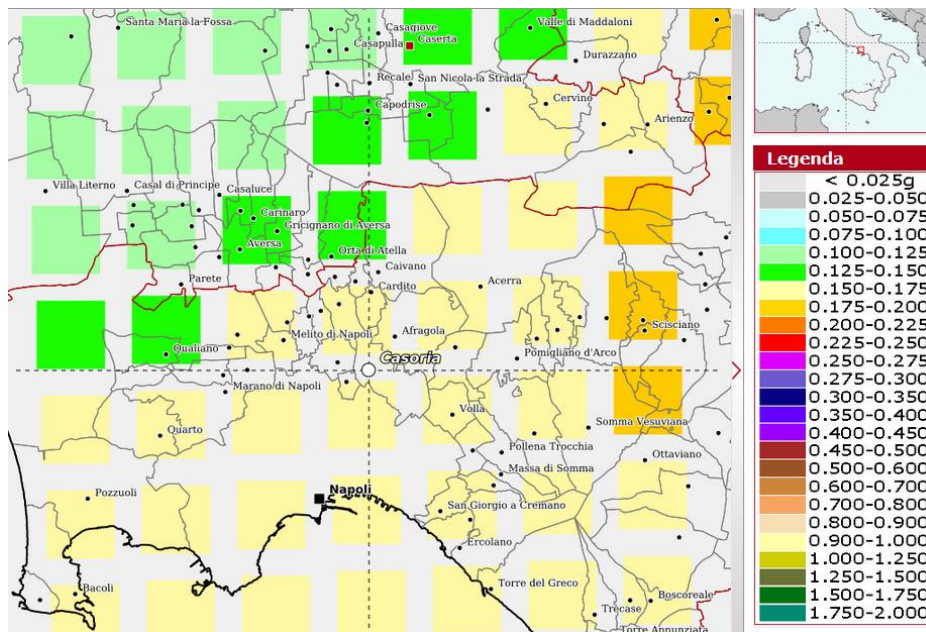 Santa Maria la Fossa
Casagiove
Valle di Maddaloni
Casapulla
Caserta
Durazzano
Recale
San Nicola la Strada
Capodrise
Cervino
Arienzo
Villa Literno
Casal di Principe
Casaluce
Carinaro
Gricignano di Aversa
Aversa
Orta di Atella
Caivano
Parete
Cardito
Acerra
Melito di Napoli
Afragola
Scisciano
Qualiano
Casoria
Pomigliano d'Arco
Marano di Napoli
Volla
Quarto
Somma Vesuviana
Pollena Trocchia
Ottaviano
Massa di Somma
Pozzuoli
Napoli
San Giorgio a Cremano
Ercolano
Bacoli
Torre del Greco
Trecase
Boscoreale
Torre Annunziata
Legenda
< 0.025g
0.025-0.050
0.050-0.075
0.075-0.100
0.100-0.125
0.125-0.150
0.150-0.175
0.175-0.200
0.200-0.225
0.225-0.250
0.250-0.275
0.275-0.300
0.300-0.350
0.350-0.400
0.400-0.450
0.450-0.500
0.500-0.600
0.600-0.700
0.700-0.800
0.800-0.900
0.900-1.000
1.000-1.250
1.250-1.500
1.500-1.750
1.750-2.000